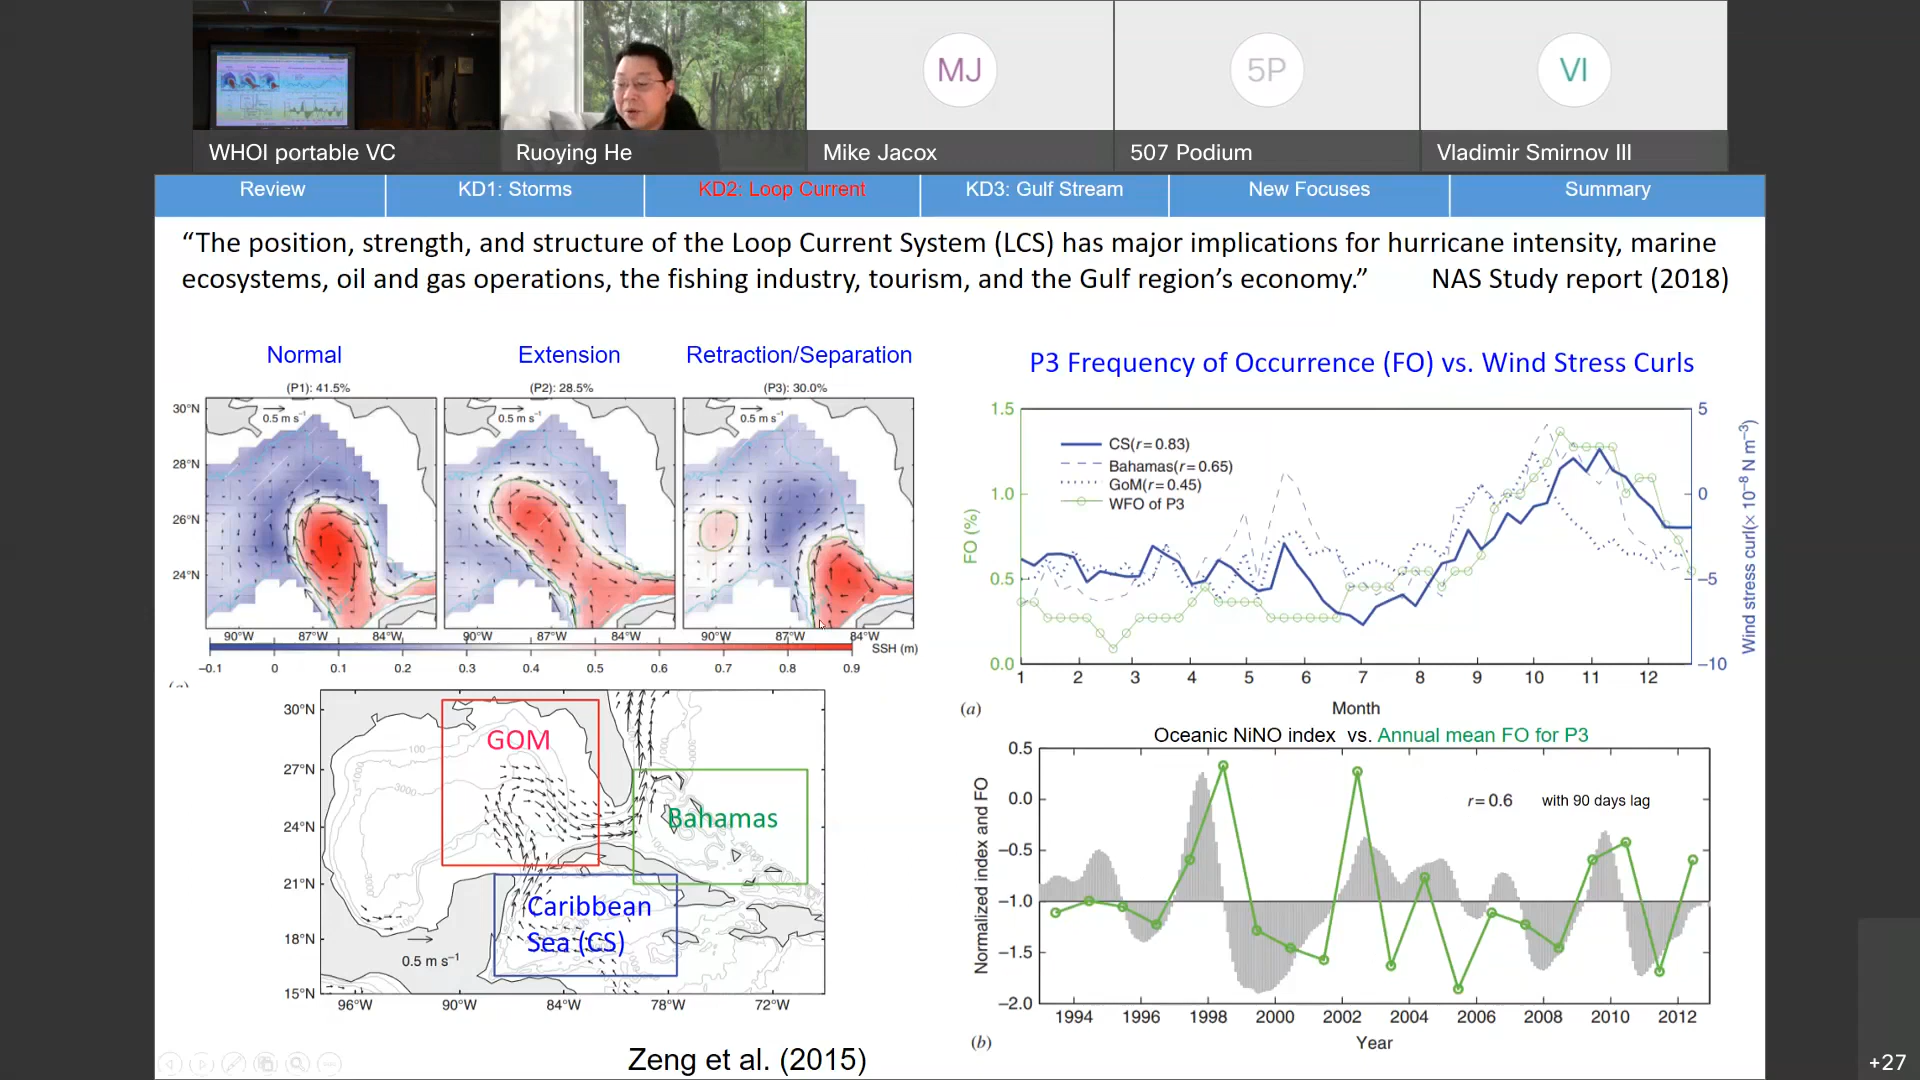 MJ
5P
VI
WHOI portable VC
Ruoying He
Mike Jacox
507 Podium
Vladimir Smirnov III
Review
KD1: Storms
KD2: Loop Current
KD3: Gulf Stream
New Focuses
Summary
“The position, strength, and structure of the Loop Current System (LCS) has major implications for hurricane intensity, marine
ecosystems, oil and gas operations, the fishing industry, tourism, and the Gulf region’s economy.” NAS Study report (2018)
Normal
Extension
Retraction/Separation
(P1): 41.5%
(P2): 28.5%
(P3): 30.0%
30°N
28°N
26°N
24°N
0.5 m s⁻¹
0.5 m s⁻¹
0.5 m s⁻¹
90°W 87°W 84°W
90°W 87°W 84°W
90°W 87°W 84°W
SSH (m)
−0.1 0 0.1 0.2 0.3 0.4 0.5 0.6 0.7 0.8 0.9
30°N
27°N
24°N
21°N
18°N
15°N
GOM
Bahamas
Caribbean
Sea (CS)
100
1000
3000
1000
3000
0.5 m s⁻¹
96°W 90°W 84°W 78°W 72°W
Zeng et al. (2015)
P3 Frequency of Occurrence (FO) vs. Wind Stress Curls
1.5
1.0
0.5
0.0
FO (%)
CS(r=0.83)
Bahamas(r=0.65)
GoM(r=0.45)
WFO of P3
5
0
−5
−10
Wind stress curl(× 10⁻⁸ N m⁻³)
1 2 3 4 5 6 7 8 9 10 11 12
(a)
Month
Oceanic NiNO index vs. Annual mean FO for P3
0.5
0.0
−0.5
−1.0
−1.5
−2.0
Normalized index and FO
r=0.6 with 90 days lag
1994 1996 1998 2000 2002 2004 2006 2008 2010 2012
(b)
Year
+27